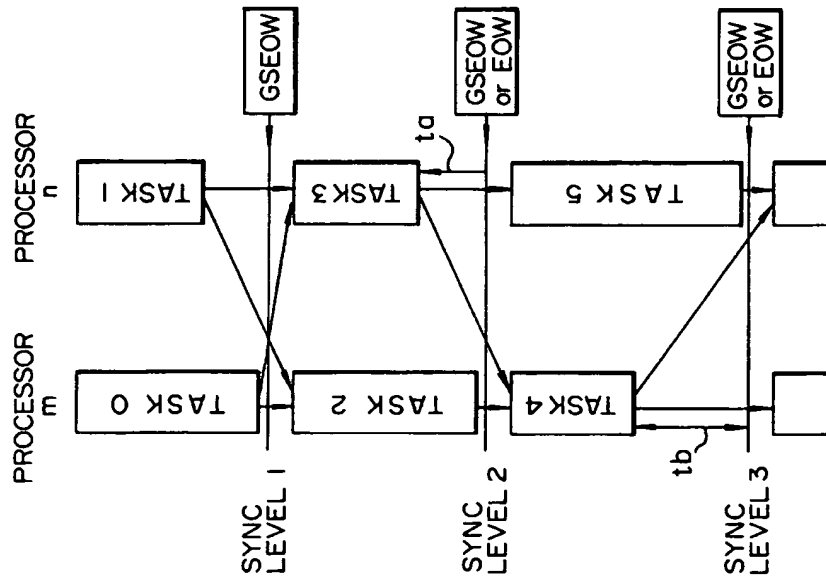 PROCESSOR
m
PROCESSOR
n
TASK 0
TASK 1
SYNC
LEVEL 1
GSEOW
TASK 2
TASK 3
ta
SYNC
LEVEL 2
GSEOW
or EOW
TASK 4
TASK 5
tb
SYNC
LEVEL 3
GSEOW
or EOW